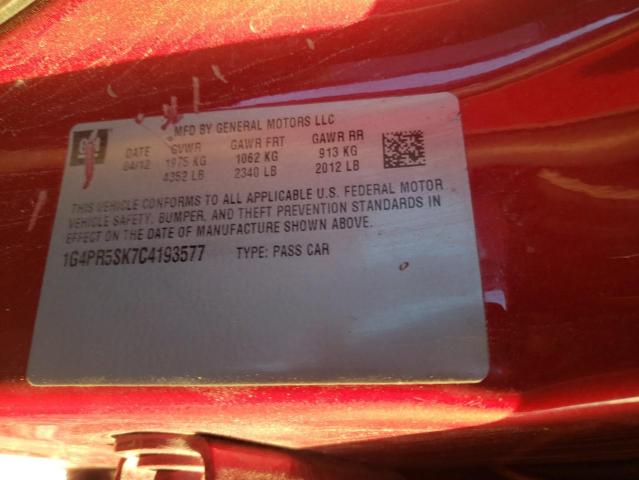 GM
MFD BY GENERAL MOTORS LLC
DATE GVWR GAWR FRT GAWR RR
04/12 1975 KG 1062 KG 913 KG
4352 LB 2340 LB 2012 LB
THIS VEHICLE CONFORMS TO ALL APPLICABLE U.S. FEDERAL MOTOR
VEHICLE SAFETY, BUMPER, AND THEFT PREVENTION STANDARDS IN
EFFECT ON THE DATE OF MANUFACTURE SHOWN ABOVE.
1G4PR5SK7C4193577 TYPE: PASS CAR